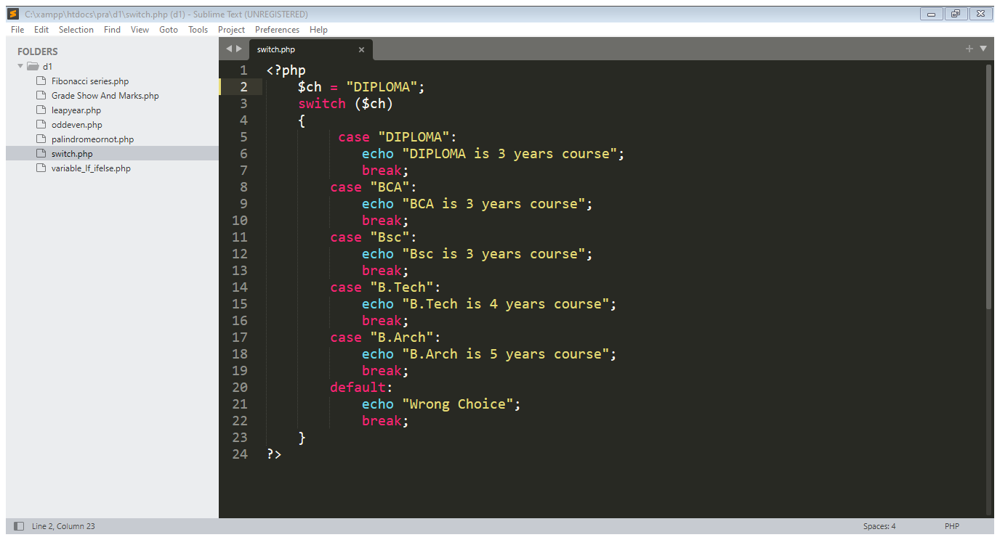 C:\xampp\htdocs\pra\d1\switch.php (d1) - Sublime Text (UNREGISTERED)
File Edit Selection Find View Goto Tools Project Preferences Help
FOLDERS
d1
Fibonacci series.php
Grade Show And Marks.php
leapyear.php
oddeven.php
palindromeornot.php
switch.php
variable_If_ifelse.php
switch.php
1 <?php
2 $ch = "DIPLOMA";
3 switch ($ch)
4 {
5 case "DIPLOMA":
6 echo "DIPLOMA is 3 years course";
7 break;
8 case "BCA":
9 echo "BCA is 3 years course";
10 break;
11 case "Bsc":
12 echo "Bsc is 3 years course";
13 break;
14 case "B.Tech":
15 echo "B.Tech is 4 years course";
16 break;
17 case "B.Arch":
18 echo "B.Arch is 5 years course";
19 break;
20 default:
21 echo "Wrong Choice";
22 break;
23 }
24 ?>
Line 2, Column 23
Spaces: 4
PHP